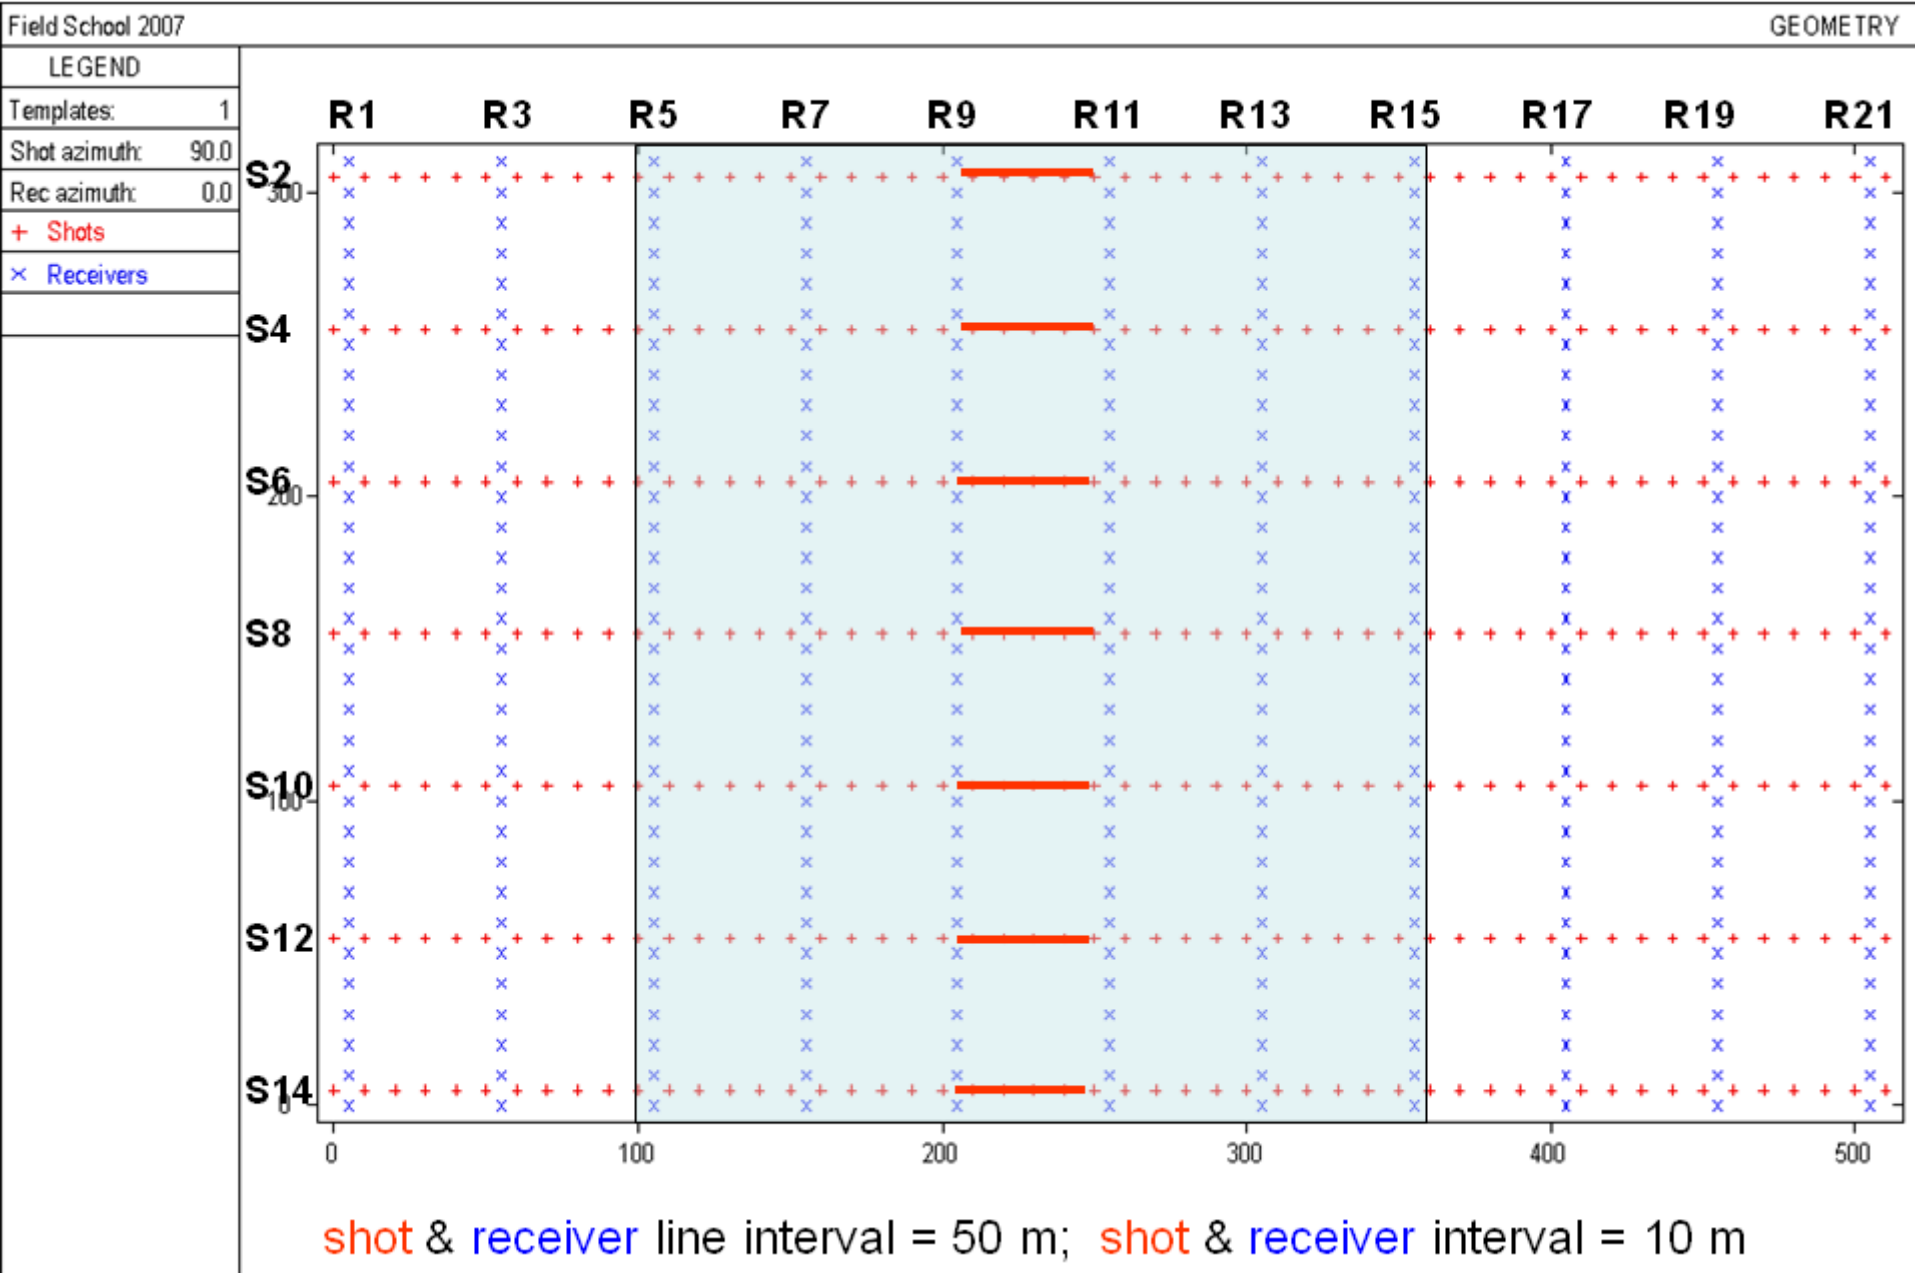 Field School 2007 GEOMETRY
LEGEND
Templates: 1
Shot azimuth: 90.0
Rec azimuth: 0.0
+ Shots
× Receivers
R1 R3 R5 R7 R9 R11 R13 R15 R17 R19 R21
S2
300
S4
S6
200
S8
S10
100
S12
S14
0
0 100 200 300 400 500
shot & receiver line interval = 50 m; shot & receiver interval = 10 m